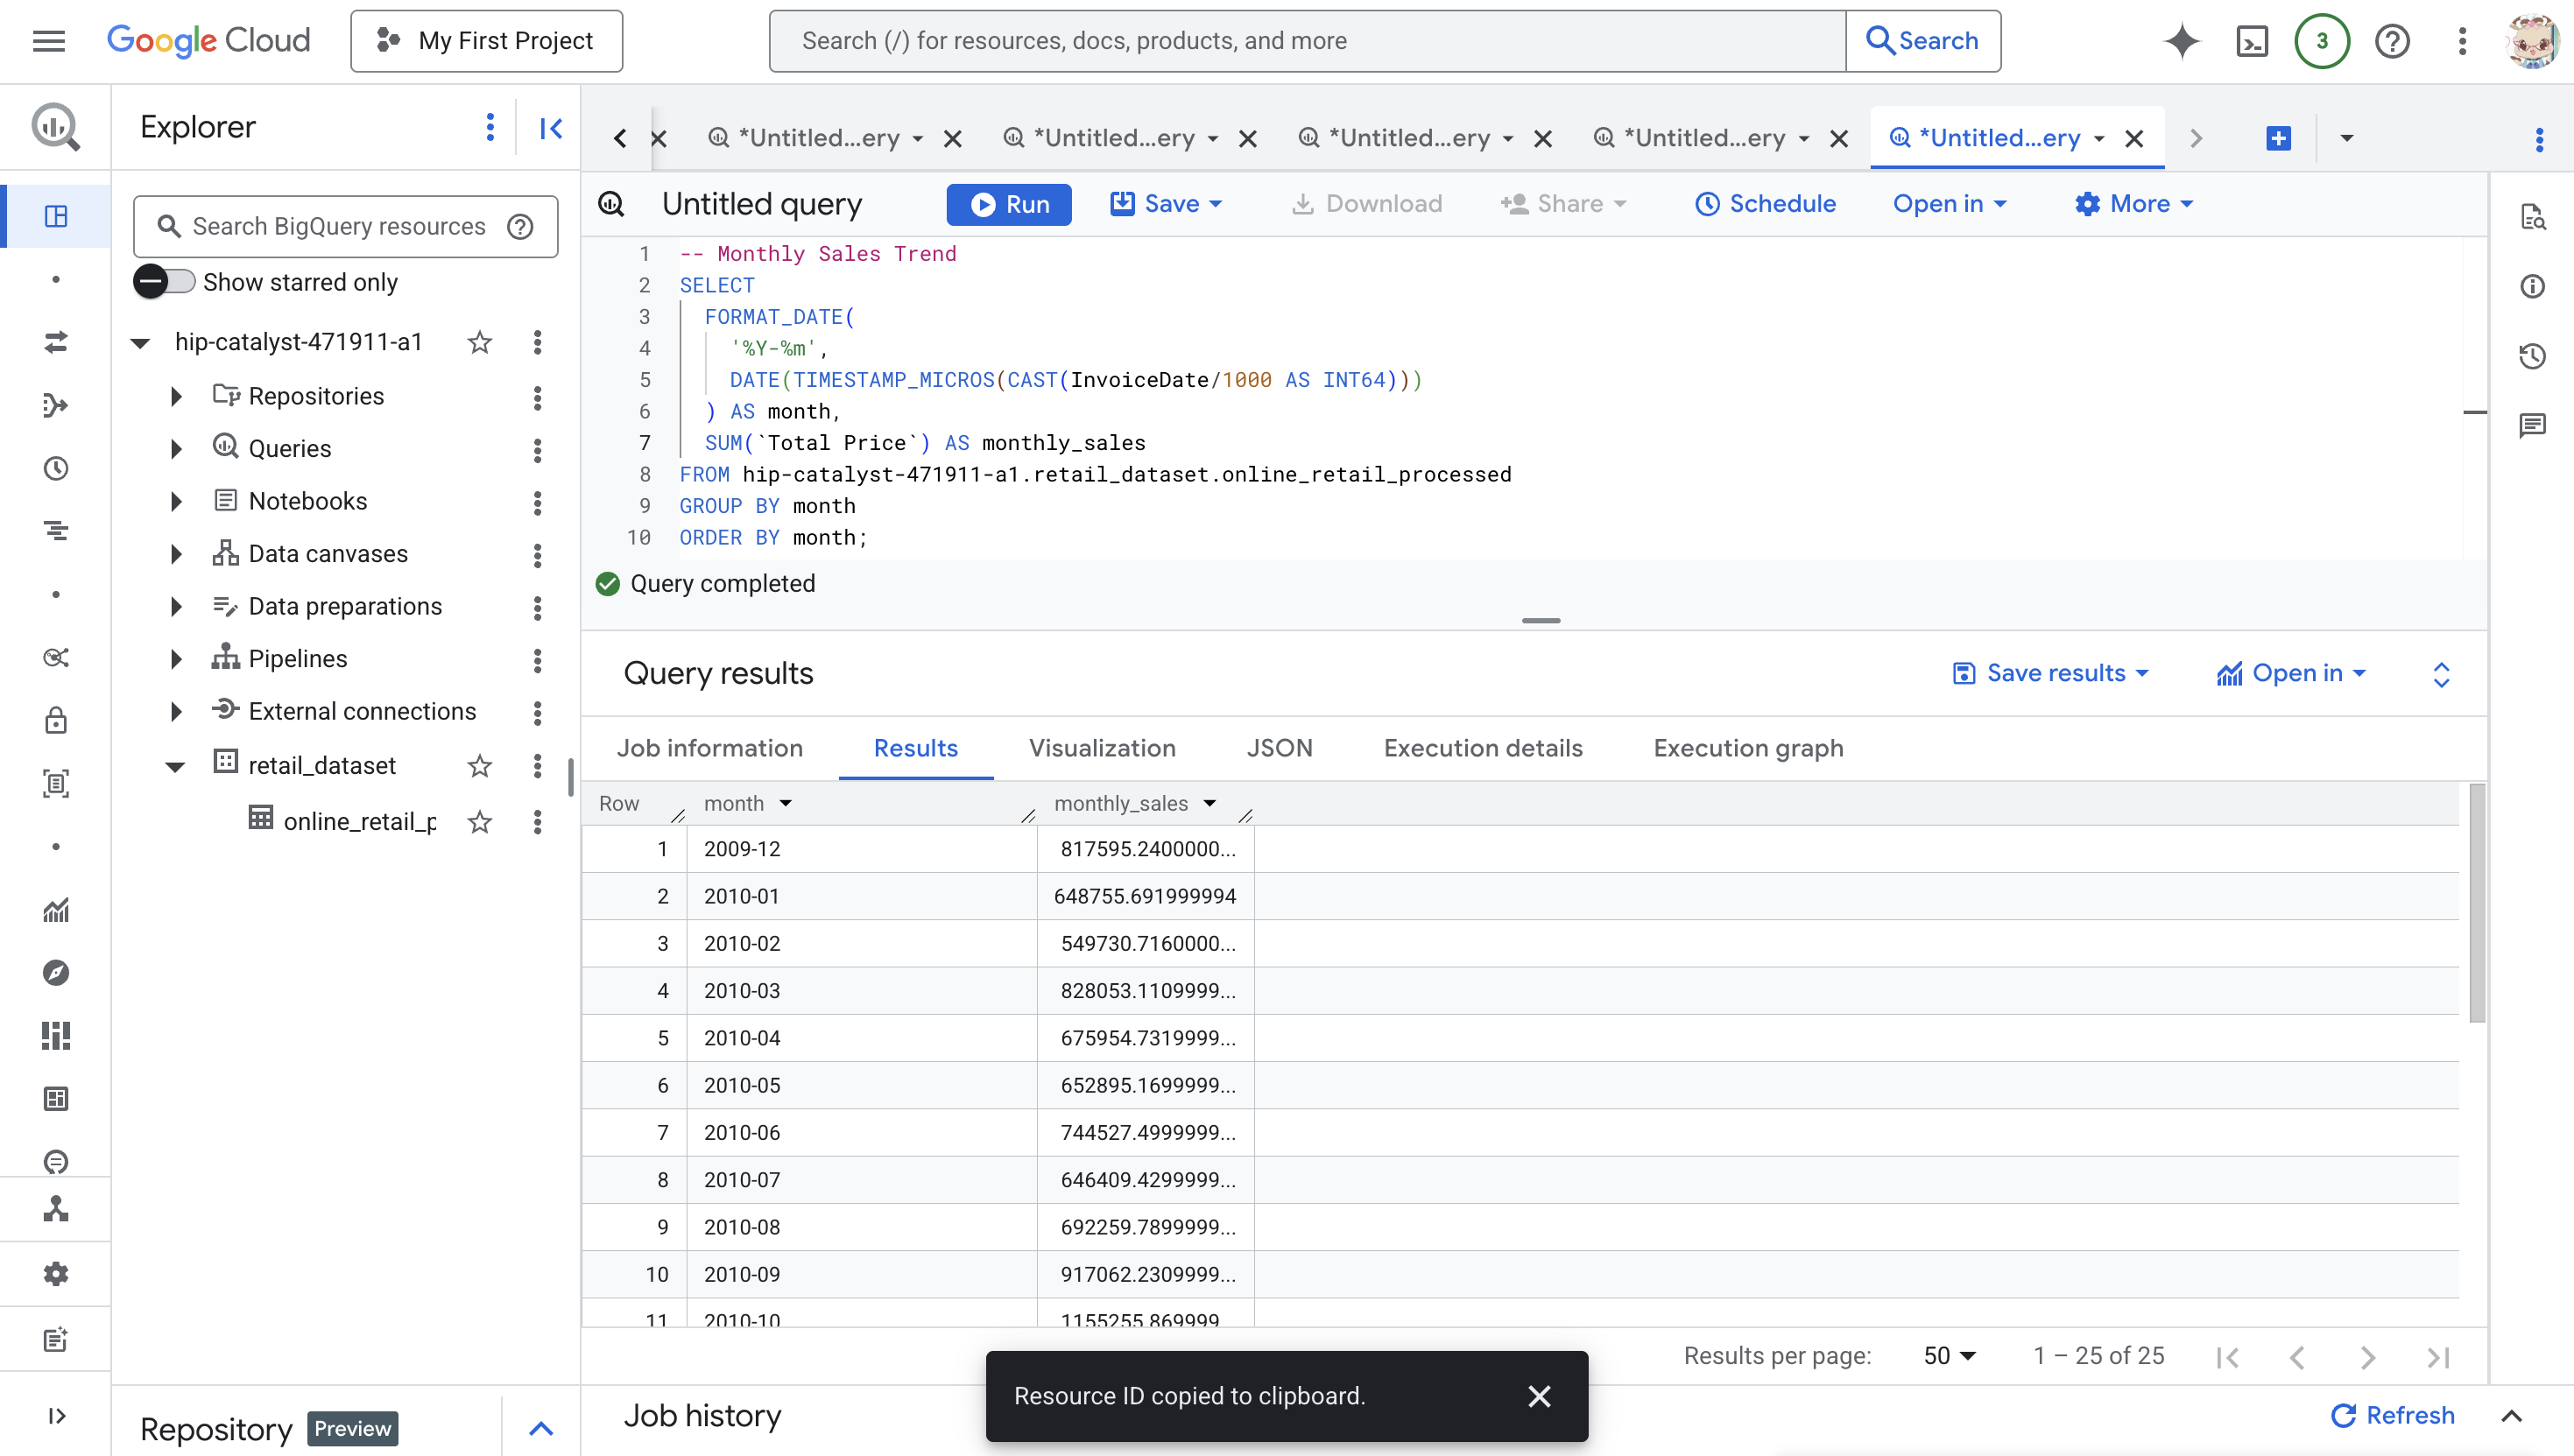 Google Cloud
My First Project
Search (/) for resources, docs, products, and more
Search
3
Explorer
*Untitled...ery
*Untitled...ery
*Untitled...ery
*Untitled...ery
*Untitled...ery
Search BigQuery resources
Show starred only
hip-catalyst-471911-a1
Repositories
Queries
Notebooks
Data canvases
Data preparations
Pipelines
External connections
retail_dataset
online_retail_p
Repository Preview
Untitled query
Run
Save
Download
Share
Schedule
Open in
More
1 -- Monthly Sales Trend
2 SELECT
3 FORMAT_DATE(
4 '%Y-%m',
5 DATE(TIMESTAMP_MICROS(CAST(InvoiceDate/1000 AS INT64)))
6 ) AS month,
7 SUM(`Total Price`) AS monthly_sales
8 FROM hip-catalyst-471911-a1.retail_dataset.online_retail_processed
9 GROUP BY month
10 ORDER BY month;
Query completed
Query results
Save results
Open in
Job information
Results
Visualization
JSON
Execution details
Execution graph
Row month monthly_sales
1 2009-12 817595.2400000...
2 2010-01 648755.691999994
3 2010-02 549730.7160000...
4 2010-03 828053.1109999...
5 2010-04 675954.7319999...
6 2010-05 652895.1699999...
7 2010-06 744527.4999999...
8 2010-07 646409.4299999...
9 2010-08 692259.7899999...
10 2010-09 917062.2309999...
11 2010-10 1155255.869999
Results per page: 50 1 – 25 of 25
Resource ID copied to clipboard.
Job history
Refresh